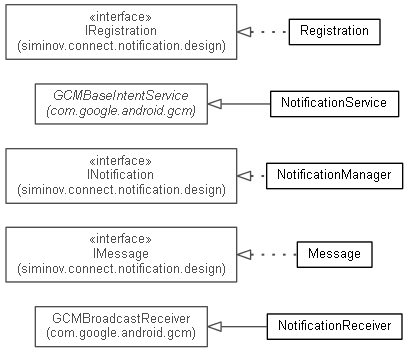 «interface»
IRegistration
(siminov.connect.notification.design)
Registration
GCMBaseIntentService
(com.google.android.gcm)
NotificationService
«interface»
INotification
(siminov.connect.notification.design)
NotificationManager
«interface»
IMessage
(siminov.connect.notification.design)
Message
GCMBroadcastReceiver
(com.google.android.gcm)
NotificationReceiver